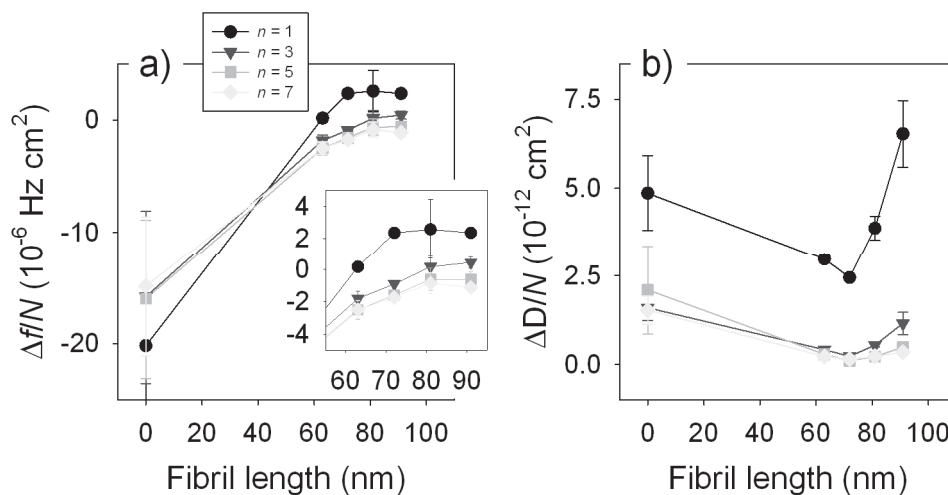 n = 1
n = 3
n = 5
n = 7
a)
0
-10
-20
Δf/N (10⁻⁶ Hz cm²)
4
2
0
-2
-4
60 70 80 90
0 20 40 60 80 100
Fibril length (nm)
b)
7.5
5.0
2.5
0.0
ΔD/N (10⁻¹² cm²)
0 20 40 60 80 100
Fibril length (nm)